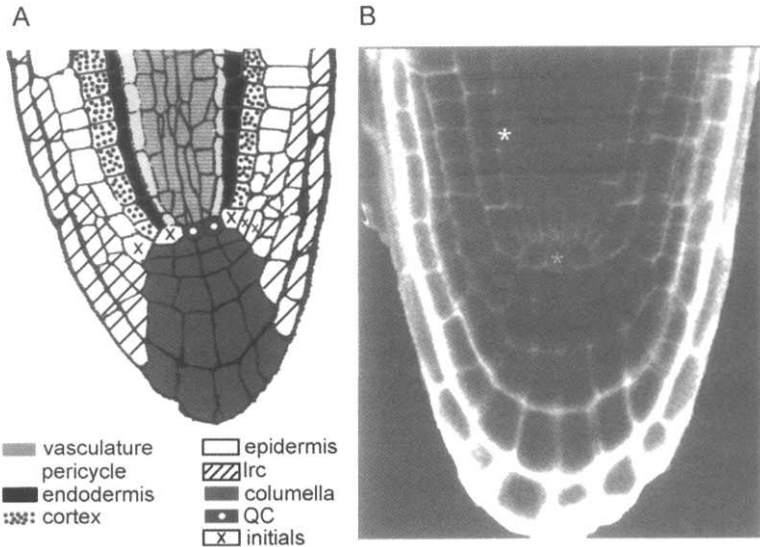 A
B
vasculature
pericycle
endodermis
cortex
epidermis
lrc
columella
QC
initials